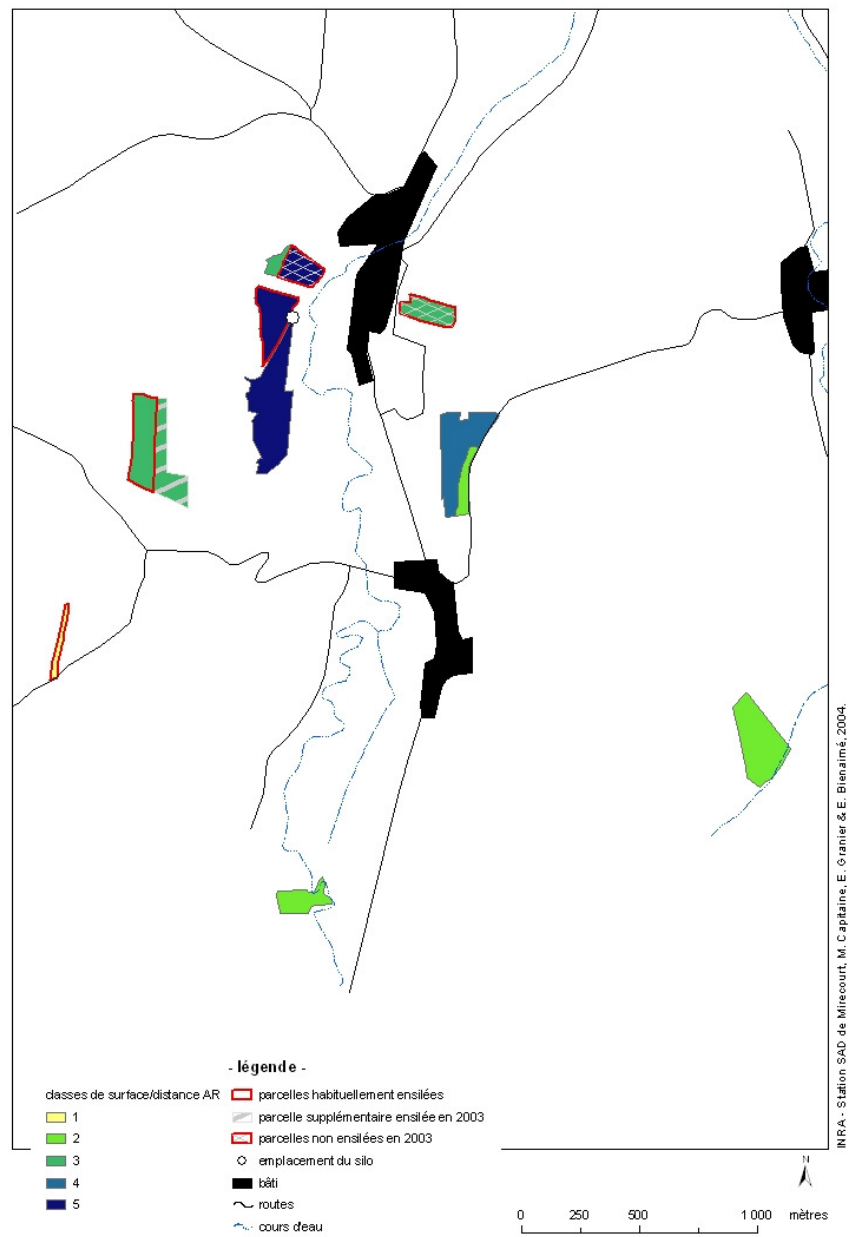 - légende -
classes de surface/distance AR
1
2
3
4
5
parcelles habituellement ensilées
parcelle supplémentaire ensilée en 2003
parcelles non ensilées en 2003
emplacement du silo
bâti
routes
cours d'eau
N
0 250 500 1 000 mètres
INRA - Station SAD de Mirecourt, M. Capitaine, E. Granier & E. Bienaimé, 2004.